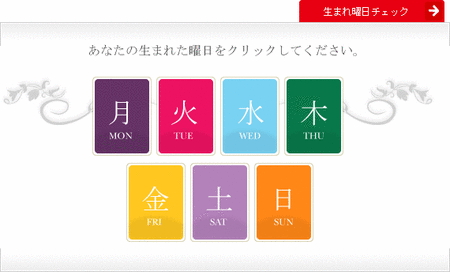 生まれ曜日チェック
あなたの生まれた曜日をクリックしてください。
月 火 水 木
MON TUE WED THU
金 土 日
FRI SAT SUN